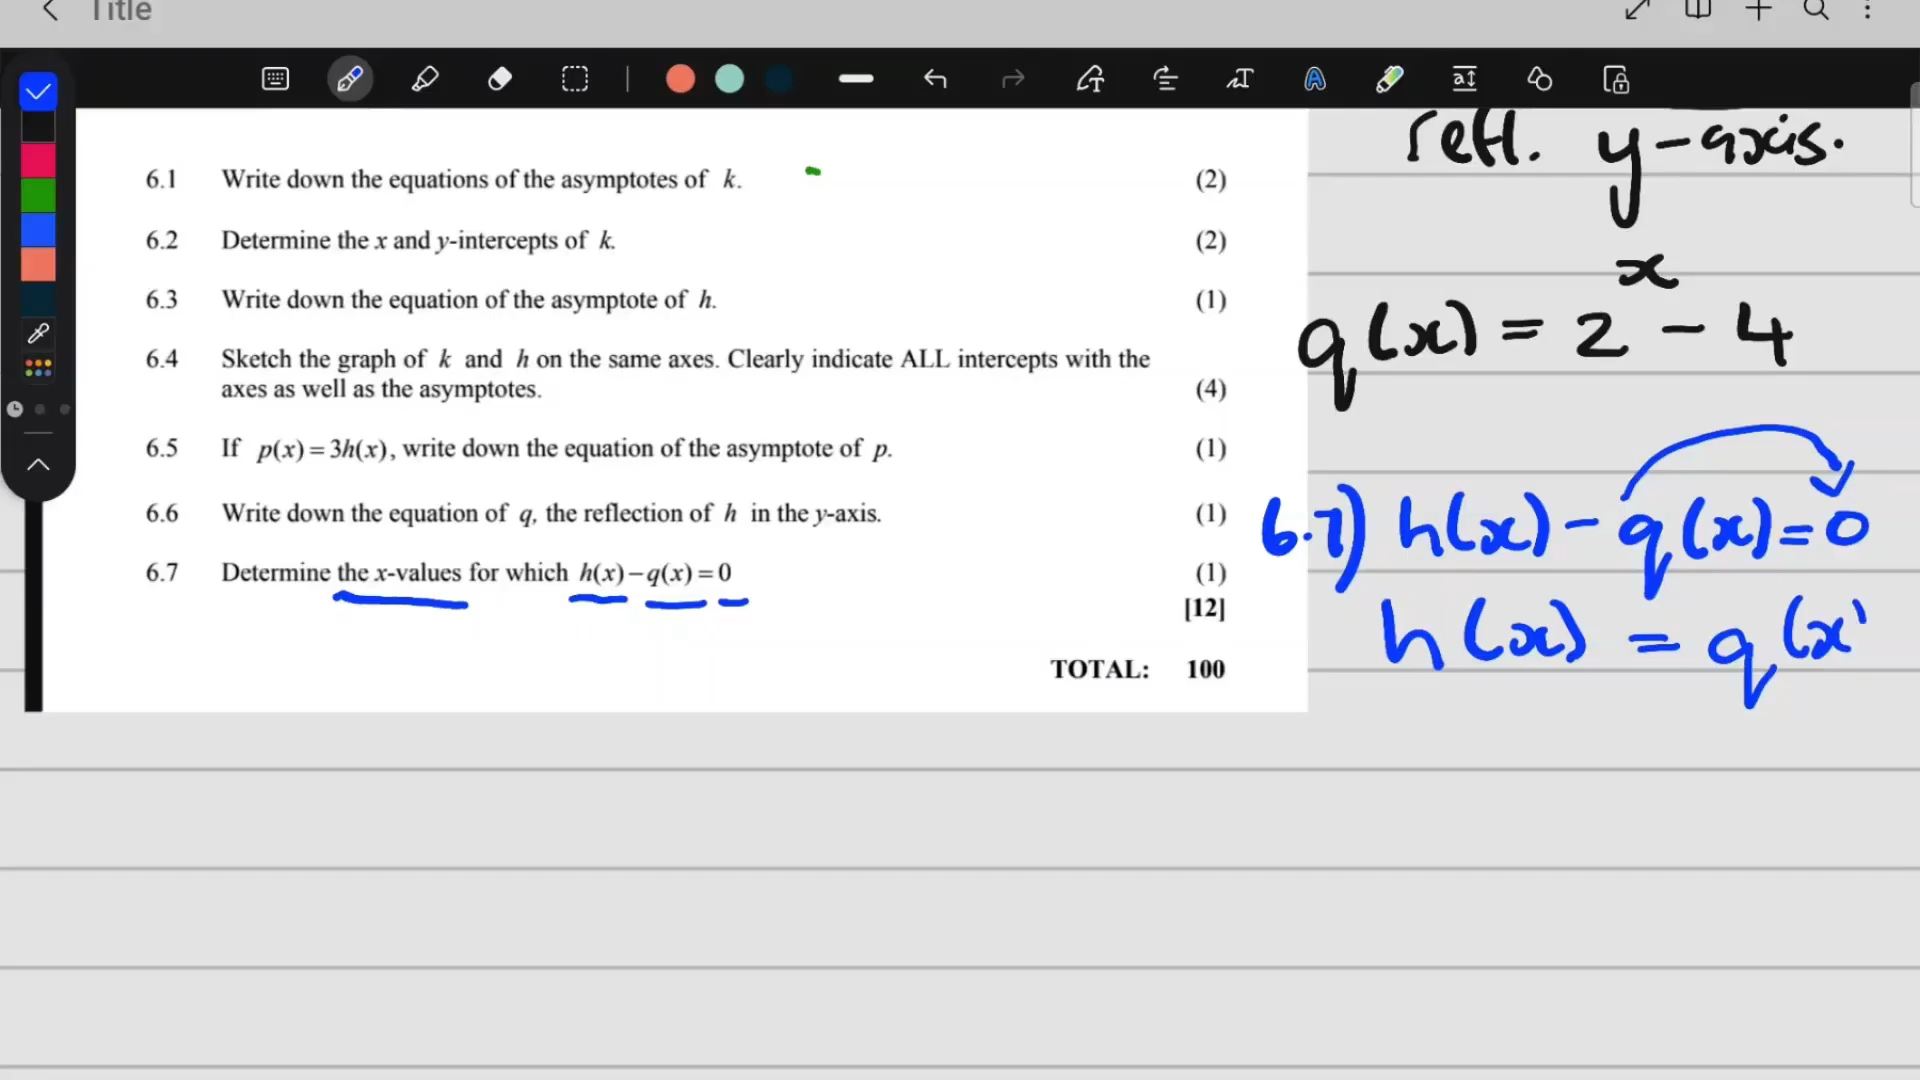 Title
6.1 Write down the equations of the asymptotes of k. (2)
6.2 Determine the x and y-intercepts of k. (2)
6.3 Write down the equation of the asymptote of h. (1)
6.4 Sketch the graph of k and h on the same axes. Clearly indicate ALL intercepts with the
axes as well as the asymptotes. (4)
6.5 If p(x) = 3h(x), write down the equation of the asymptote of p. (1)
6.6 Write down the equation of q, the reflection of h in the y-axis. (1)
6.7 Determine the x-values for which h(x) − q(x) = 0 (1)
[12]
TOTAL: 100
refl. y-axis.
y
q(x) = 2ˣ − 4
6.7) h(x) − q(x) = 0
h(x) = q(x)